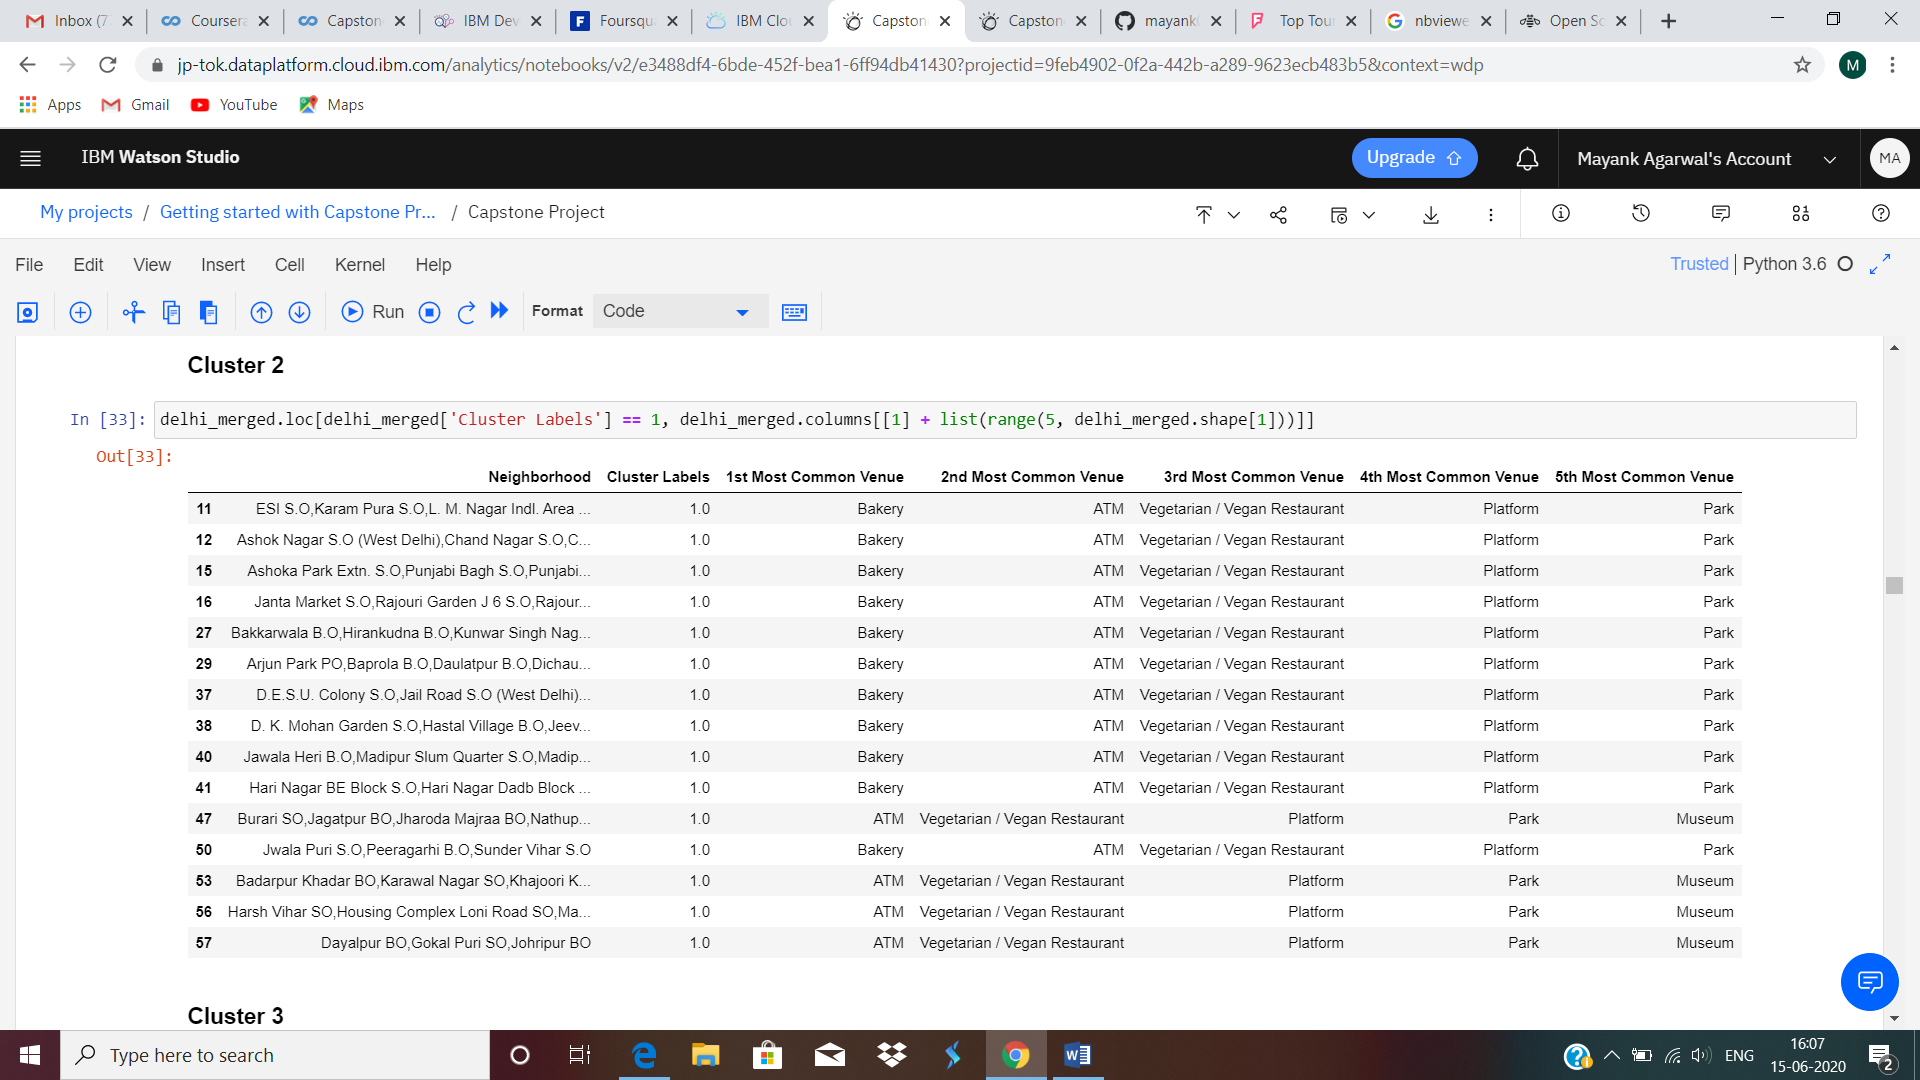 Inbox (7 Coursera Capston IBM Dev Foursqua IBM Clou Capston Capston mayank Top Tour nbviewe Open So
jp-tok.dataplatform.cloud.ibm.com/analytics/notebooks/v2/e3488df4-6bde-452f-bea1-6ff94db41430?projectid=9feb4902-0f2a-442b-a289-9623ecb483b5&context=wdp M
Apps Gmail YouTube Maps
IBM Watson Studio Upgrade Mayank Agarwal's Account MA
My projects / Getting started with Capstone Pr... / Capstone Project
File Edit View Insert Cell Kernel Help Trusted | Python 3.6
Run Format Code
Cluster 2
In [33]: delhi_merged.loc[delhi_merged['Cluster Labels'] == 1, delhi_merged.columns[[1] + list(range(5, delhi_merged.shape[1]))]]
Out[33]:
Neighborhood Cluster Labels 1st Most Common Venue 2nd Most Common Venue 3rd Most Common Venue 4th Most Common Venue 5th Most Common Venue
11 ESI S.O,Karam Pura S.O,L. M. Nagar Indl. Area ... 1.0 Bakery ATM Vegetarian / Vegan Restaurant Platform Park
12 Ashok Nagar S.O (West Delhi),Chand Nagar S.O,C... 1.0 Bakery ATM Vegetarian / Vegan Restaurant Platform Park
15 Ashoka Park Extn. S.O,Punjabi Bagh S.O,Punjabi... 1.0 Bakery ATM Vegetarian / Vegan Restaurant Platform Park
16 Janta Market S.O,Rajouri Garden J 6 S.O,Rajour... 1.0 Bakery ATM Vegetarian / Vegan Restaurant Platform Park
27 Bakkarwala B.O,Hirankudna B.O,Kunwar Singh Nag... 1.0 Bakery ATM Vegetarian / Vegan Restaurant Platform Park
29 Arjun Park PO,Baprola B.O,Daulatpur B.O,Dichau... 1.0 Bakery ATM Vegetarian / Vegan Restaurant Platform Park
37 D.E.S.U. Colony S.O,Jail Road S.O (West Delhi)... 1.0 Bakery ATM Vegetarian / Vegan Restaurant Platform Park
38 D. K. Mohan Garden S.O,Hastal Village B.O,Jeev... 1.0 Bakery ATM Vegetarian / Vegan Restaurant Platform Park
40 Jawala Heri B.O,Madipur Slum Quarter S.O,Madip... 1.0 Bakery ATM Vegetarian / Vegan Restaurant Platform Park
41 Hari Nagar BE Block S.O,Hari Nagar Dadb Block ... 1.0 Bakery ATM Vegetarian / Vegan Restaurant Platform Park
47 Burari SO,Jagatpur BO,Jharoda Majraa BO,Nathup... 1.0 ATM Vegetarian / Vegan Restaurant Platform Park Museum
50 Jwala Puri S.O,Peeragarhi B.O,Sunder Vihar S.O 1.0 Bakery ATM Vegetarian / Vegan Restaurant Platform Park
53 Badarpur Khadar BO,Karawal Nagar SO,Khajoori K... 1.0 ATM Vegetarian / Vegan Restaurant Platform Park Museum
56 Harsh Vihar SO,Housing Complex Loni Road SO,Ma... 1.0 ATM Vegetarian / Vegan Restaurant Platform Park Museum
57 Dayalpur BO,Gokal Puri SO,Johripur BO 1.0 ATM Vegetarian / Vegan Restaurant Platform Park Museum
Cluster 3
Type here to search ENG 16:07
15-06-2020 2